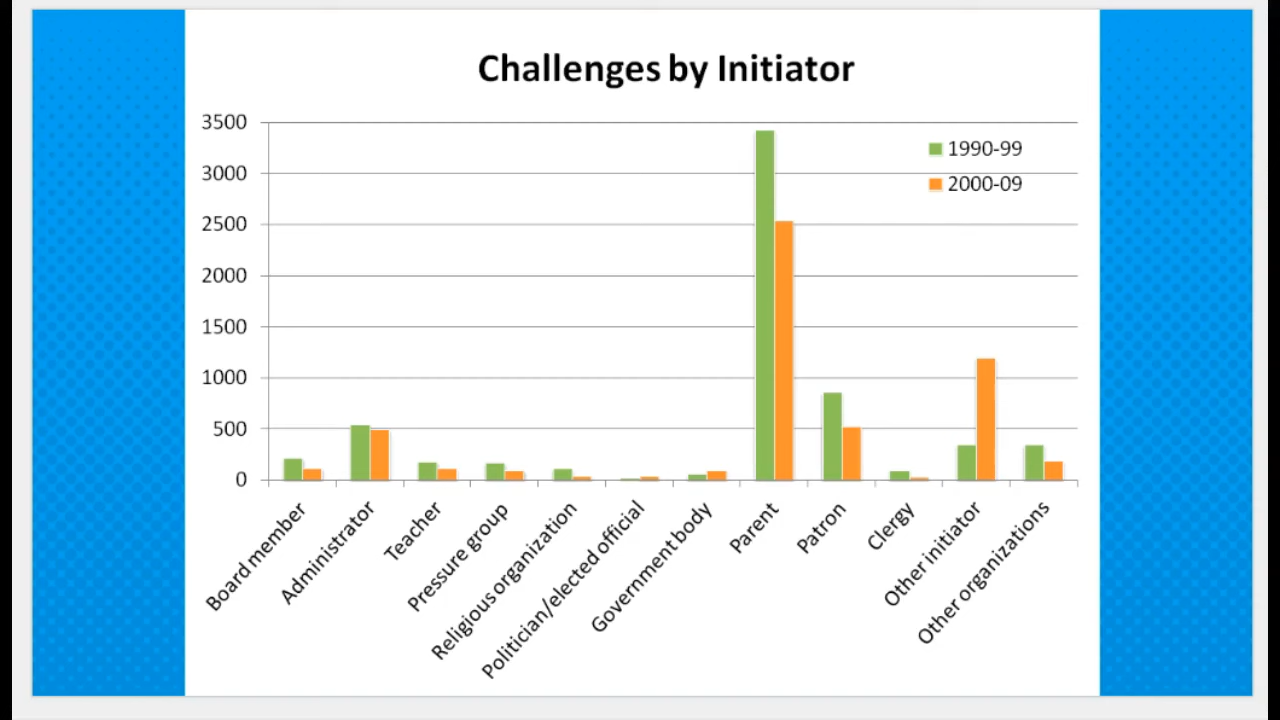 Challenges by Initiator
3500
3000
2500
2000
1500
1000
500
0
1990-99
2000-09
Board member
Administrator
Teacher
Pressure group
Religious organization
Politician/elected official
Government body
Parent
Patron
Clergy
Other initiator
Other organizations